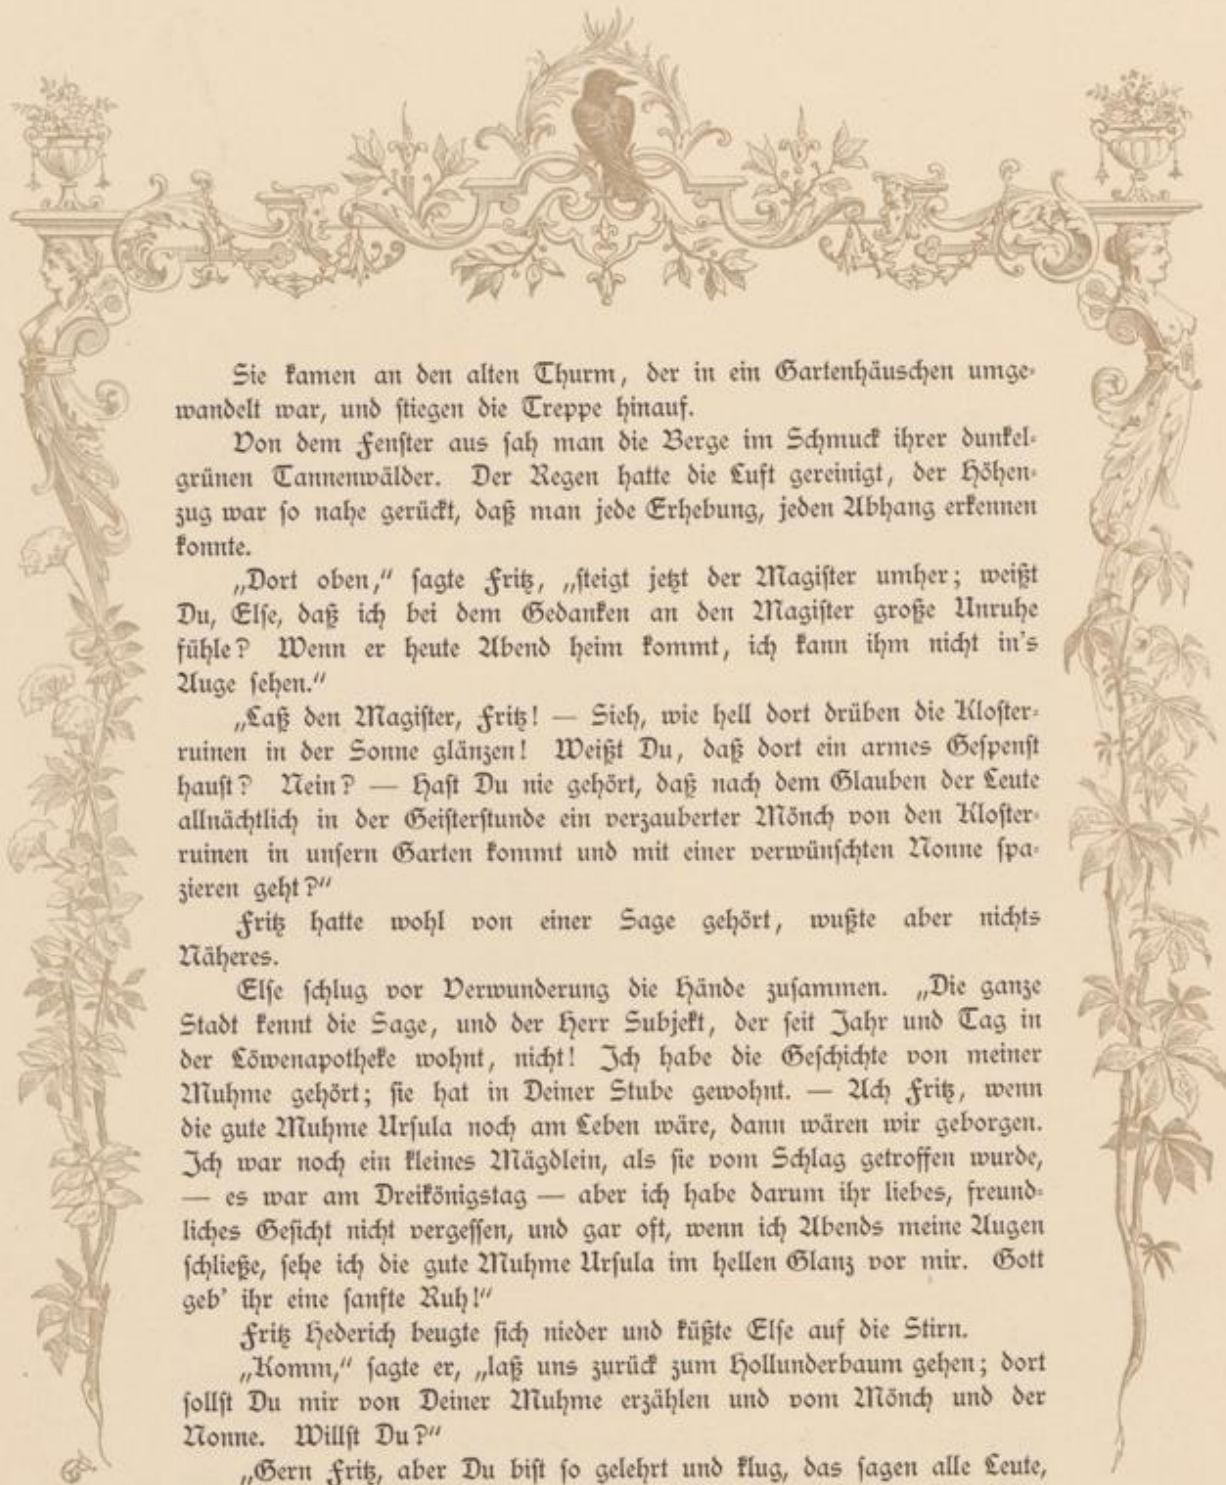 Sie kamen an den alten Thurm, der in ein Gartenhäuschen umge-
wandelt war, und stiegen die Treppe hinauf.
Von dem Fenster aus sah man die Berge im Schmuck ihrer dunkel-
grünen Tannenwälder. Der Regen hatte die Luft gereinigt, der Höhen-
zug war so nahe gerückt, daß man jede Erhebung, jeden Abhang erkennen
konnte.
„Dort oben,“ sagte Fritz, „steigt jetzt der Magister umher; weißt
Du, Else, daß ich bei dem Gedanken an den Magister große Unruhe
fühle? Wenn er heute Abend heim kommt, ich kann ihm nicht in's
Auge sehen.“
„Laß den Magister, Fritz! — Sieh, wie hell dort drüben die Kloster-
ruinen in der Sonne glänzen! Weißt Du, daß dort ein armes Gespenst
haust? Nein? — Hast Du nie gehört, daß nach dem Glauben der Leute
allnächtlich in der Geisterstunde ein verzauberter Mönch von den Kloster-
ruinen in unsern Garten kommt und mit einer verwünschten Nonne spa-
zieren geht?“
Fritz hatte wohl von einer Sage gehört, wußte aber nichts
Näheres.
Else schlug vor Verwunderung die Hände zusammen. „Die ganze
Stadt kennt die Sage, und der Herr Subjekt, der seit Jahr und Tag in
der Löwenapotheke wohnt, nicht! Ich habe die Geschichte von meiner
Muhme gehört; sie hat in Deiner Stube gewohnt. — Ach Fritz, wenn
die gute Muhme Ursula noch am Leben wäre, dann wären wir geborgen.
Ich war noch ein kleines Mägdlein, als sie vom Schlag getroffen wurde,
— es war am Dreikönigstag — aber ich habe darum ihr liebes, freund-
liches Gesicht nicht vergessen, und gar oft, wenn ich Abends meine Augen
schließe, sehe ich die gute Muhme Ursula im hellen Glanz vor mir. Gott
geb' ihr eine sanfte Ruh!“
Fritz Hederich beugte sich nieder und küßte Else auf die Stirn.
„Komm,“ sagte er, „laß uns zurück zum Hollunderbaum gehen; dort
sollst Du mir von Deiner Muhme erzählen und vom Mönch und der
Nonne. Willst Du?“
„Gern Fritz, aber Du bist so gelehrt und klug, das sagen alle Leute,